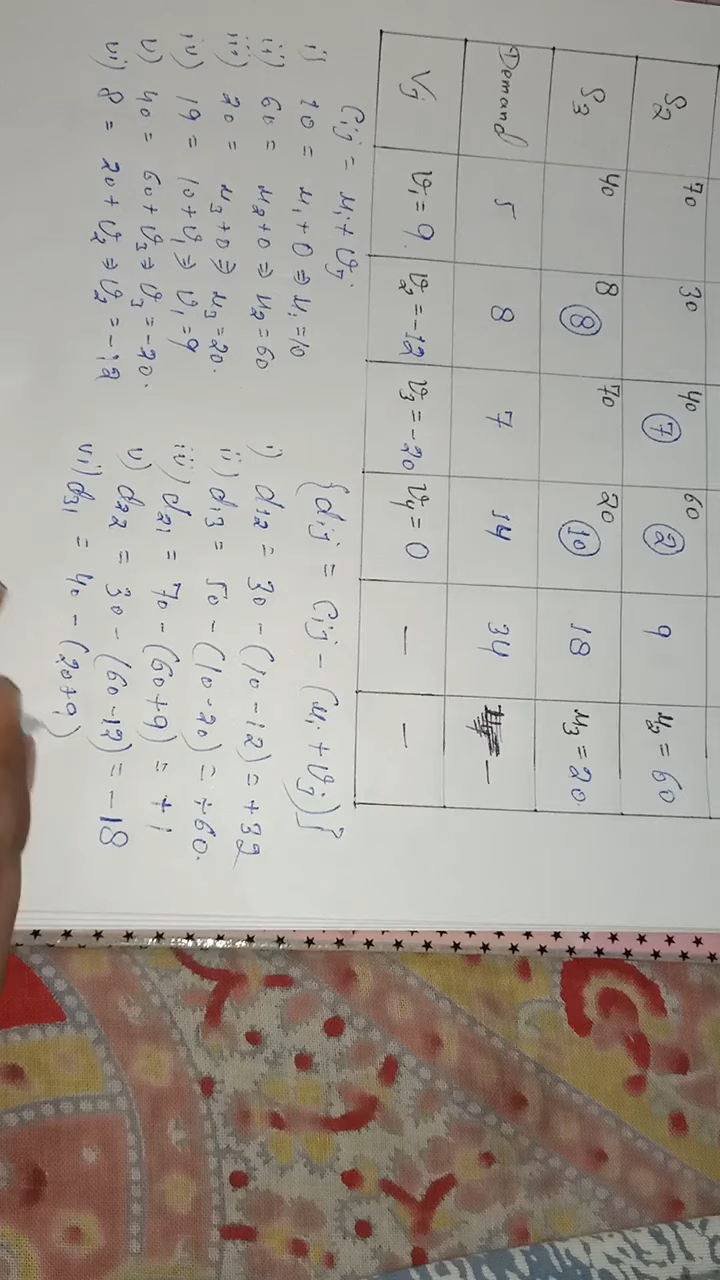 S2 70 30 40 (7) 60 (2) 9 u2 = 60
S3 40 8 (8) 70 20 (10) 18 u3 = 20.
Demand 5 8 7 14 34 –
Vj v1 = 9. v2 = -12 v3 = -20 v4 = 0 – –
Cij = ui + vj
i) 10 = u1 + 0 ⇒ u1 = 10
ii) 60 = u2 + 0 ⇒ u2 = 60
iii) 20 = u3 + 0 ⇒ u3 = 20.
iv) 19 = 10 + v1 ⇒ v1 = 9
v) 40 = 60 + v3 ⇒ v3 = -20.
vi) 8 = 20 + v2 ⇒ v2 = -12
{dij = Cij - (ui + vj)}
i) d12 = 30 - (10 - 12) = +32
ii) d13 = 50 - (10 - 20) = +60.
iii) d21 = 70 - (60 + 9) = +1
v) d22 = 30 - (60 - 12) = -18
vi) d31 = 40 - (20 + 9)